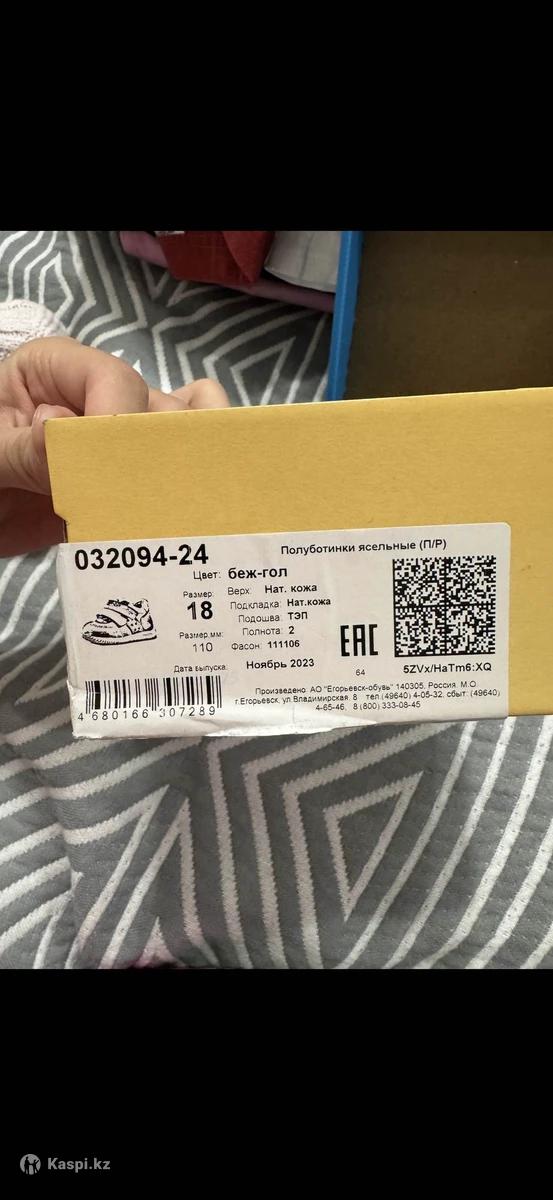 032094-24
Полуботинки ясельные (П/Р)
Цвет: беж-гол
Размер: 18
Верх: Нат. кожа
Подкладка: Нат.кожа
Подошва: ТЭП
Размер.мм: 110
Полнота: 2
Фасон: 111106
ЕАС
Дата выпуска: Ноябрь 2023
64
5ZVx/HaTm6:XQ
4 680166 307289
Произведено АО "Егорьевск-обувь" 140305, Россия. М.О.
г.Егорьевск, ул.Владимирская, 8 тел.(49640) 4-05-32, сбыт: (49640)
4-65-46, 8 (800) 333-08-45
Kaspi.kz